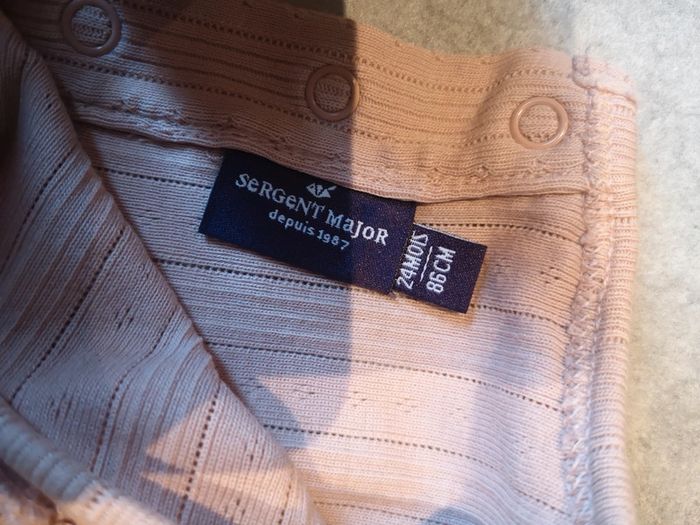 SeRGeNT MajoR
depuis 1987
24MOIS
86CM